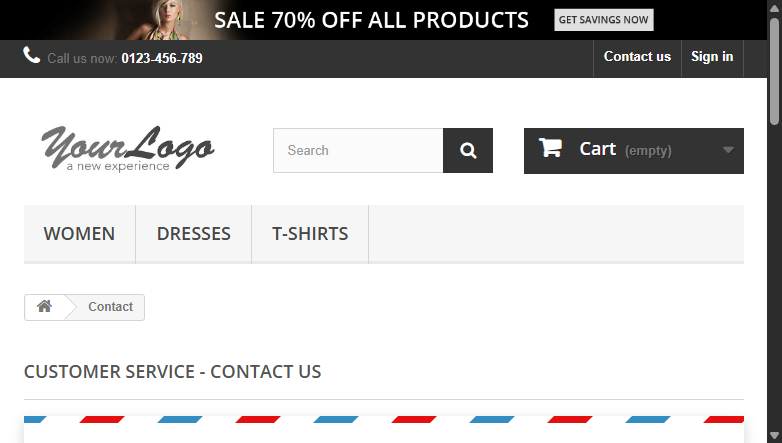 SALE 70% OFF ALL PRODUCTS GET SAVINGS NOW
Call us now: 0123-456-789 Contact us Sign in
YourLogo
a new experience
Search
Cart (empty)
WOMEN DRESSES T-SHIRTS
Contact
CUSTOMER SERVICE - CONTACT US